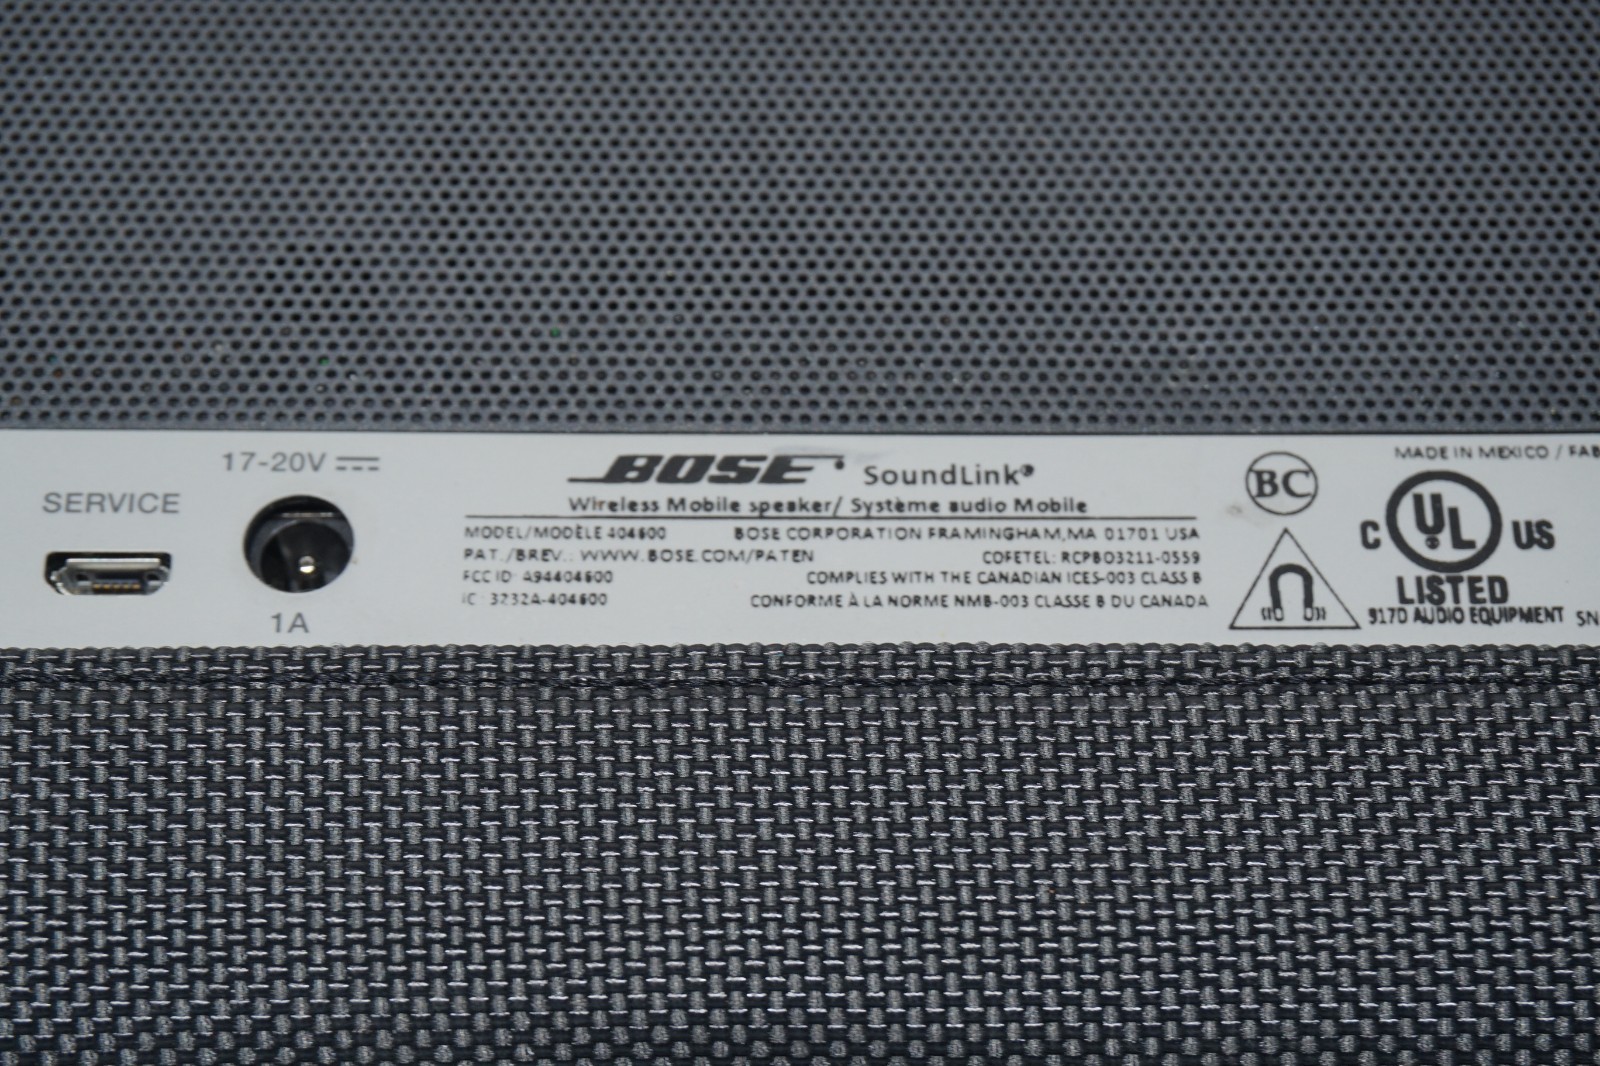 SERVICE
17-20V
1A
BOSE SoundLink®
Wireless Mobile speaker/ Système audio Mobile
MODEL/MODÈLE 404600 BOSE CORPORATION FRAMINGHAM,MA 01701 USA
PAT./BREV.: WWW.BOSE.COM/PATEN COFETEL: RCPBO3211-0559
FCC ID: A94404600 COMPLIES WITH THE CANADIAN ICES-003 CLASS B
IC: 3232A-404600 CONFORME À LA NORME NMB-003 CLASSE B DU CANADA
BC
MADE IN MEXICO / FAB
C UL US
LISTED
917D AUDIO EQUIPMENT SN